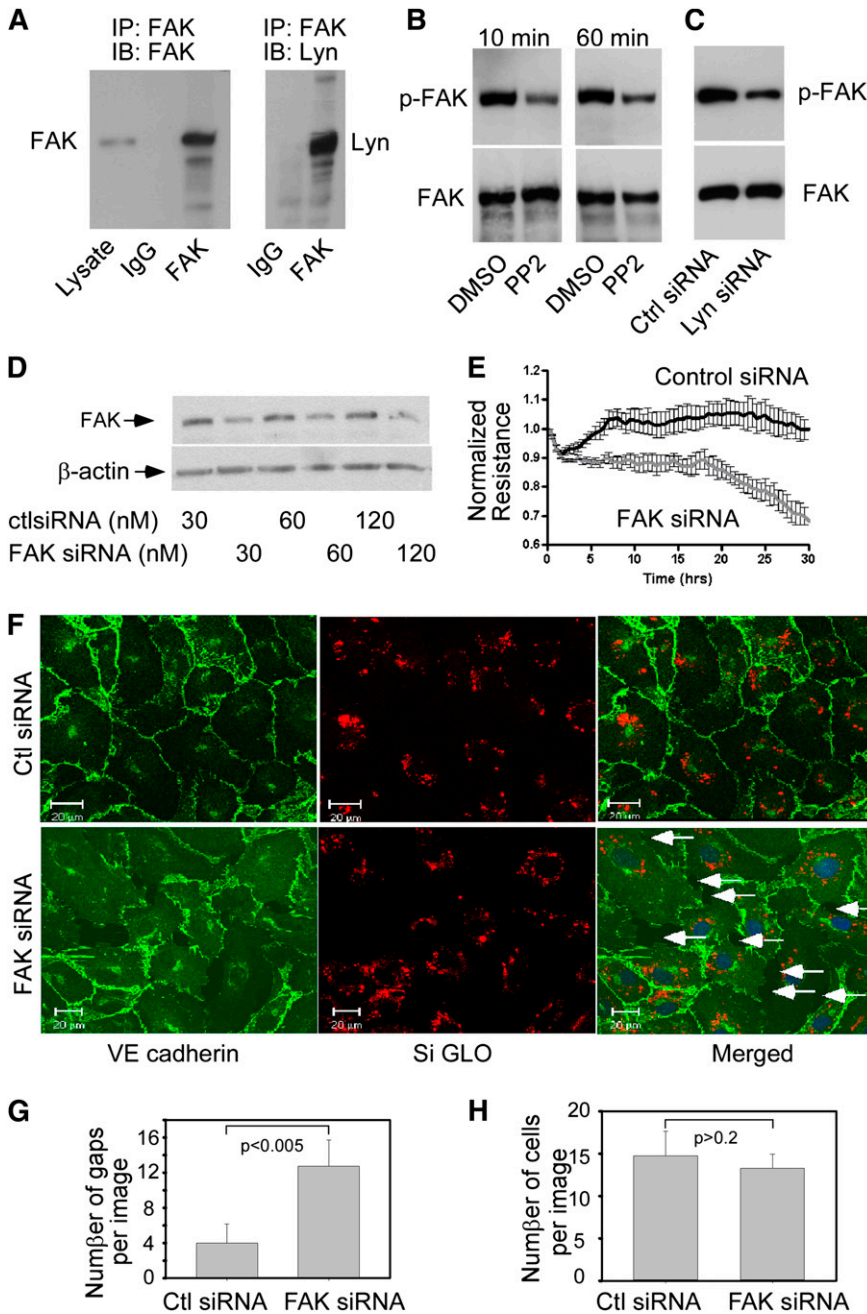 A
IP: FAK
IB: FAK
IP: FAK
IB: Lyn
FAK
Lyn
Lysate
IgG
FAK
IgG
FAK
B
10 min
60 min
p-FAK
FAK
DMSO
PP2
DMSO
PP2
C
p-FAK
FAK
Ctrl siRNA
Lyn siRNA
D
FAK
β-actin
ctlsiRNA (nM) 30 60 120
FAK siRNA (nM) 30 60 120
E
Normalized
Resistance
1.2
1.1
1.0
0.9
0.8
0.7
0.6
Control siRNA
FAK siRNA
0 5 10 15 20 25 30
Time (hrs)
F
Ctl siRNA
20 µm
20 µm
20 µm
FAK siRNA
20 µm
20 µm
20 µm
VE cadherin
Si GLO
Merged
G
Numβer of gaps
per image
16
12
8
4
0
p<0.005
Ctl siRNA FAK siRNA
H
Numβer of cells
per image
20
15
10
5
0
p>0.2
Ctl siRNA FAK siRNA